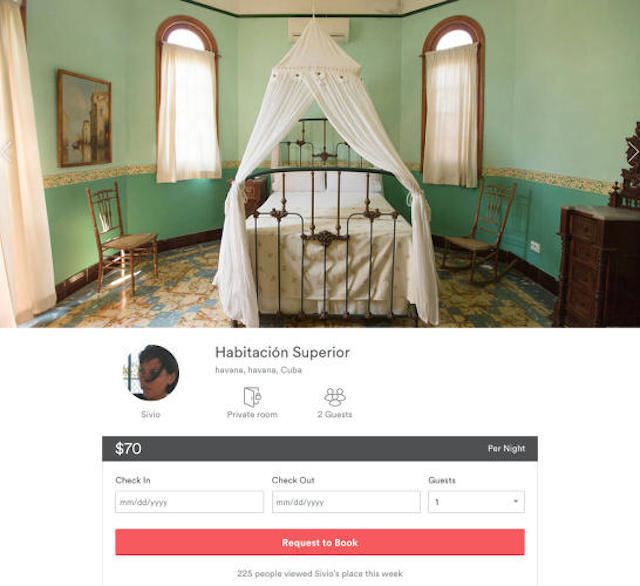 Habitación Superior
havana, havana, Cuba
Sivio
Private room
2 Guests
$70
Per Night
Check In
Check Out
Guests
mm/dd/yyyy
mm/dd/yyyy
1
Request to Book
225 people viewed Sivio's place this week